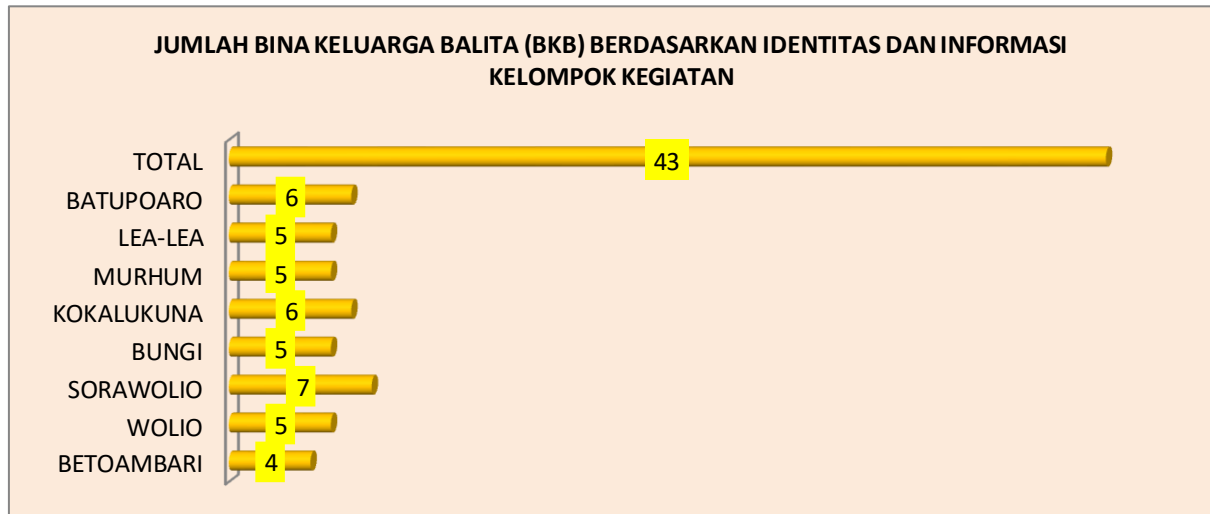 JUMLAH BINA KELUARGA BALITA (BKB) BERDASARKAN IDENTITAS DAN INFORMASI
KELOMPOK KEGIATAN
TOTAL 43
BATUPOARO 6
LEA-LEA 5
MURHUM 5
KOKALUKUNA 6
BUNGI 5
SORAWOLIO 7
WOLIO 5
BETOAMBARI 4